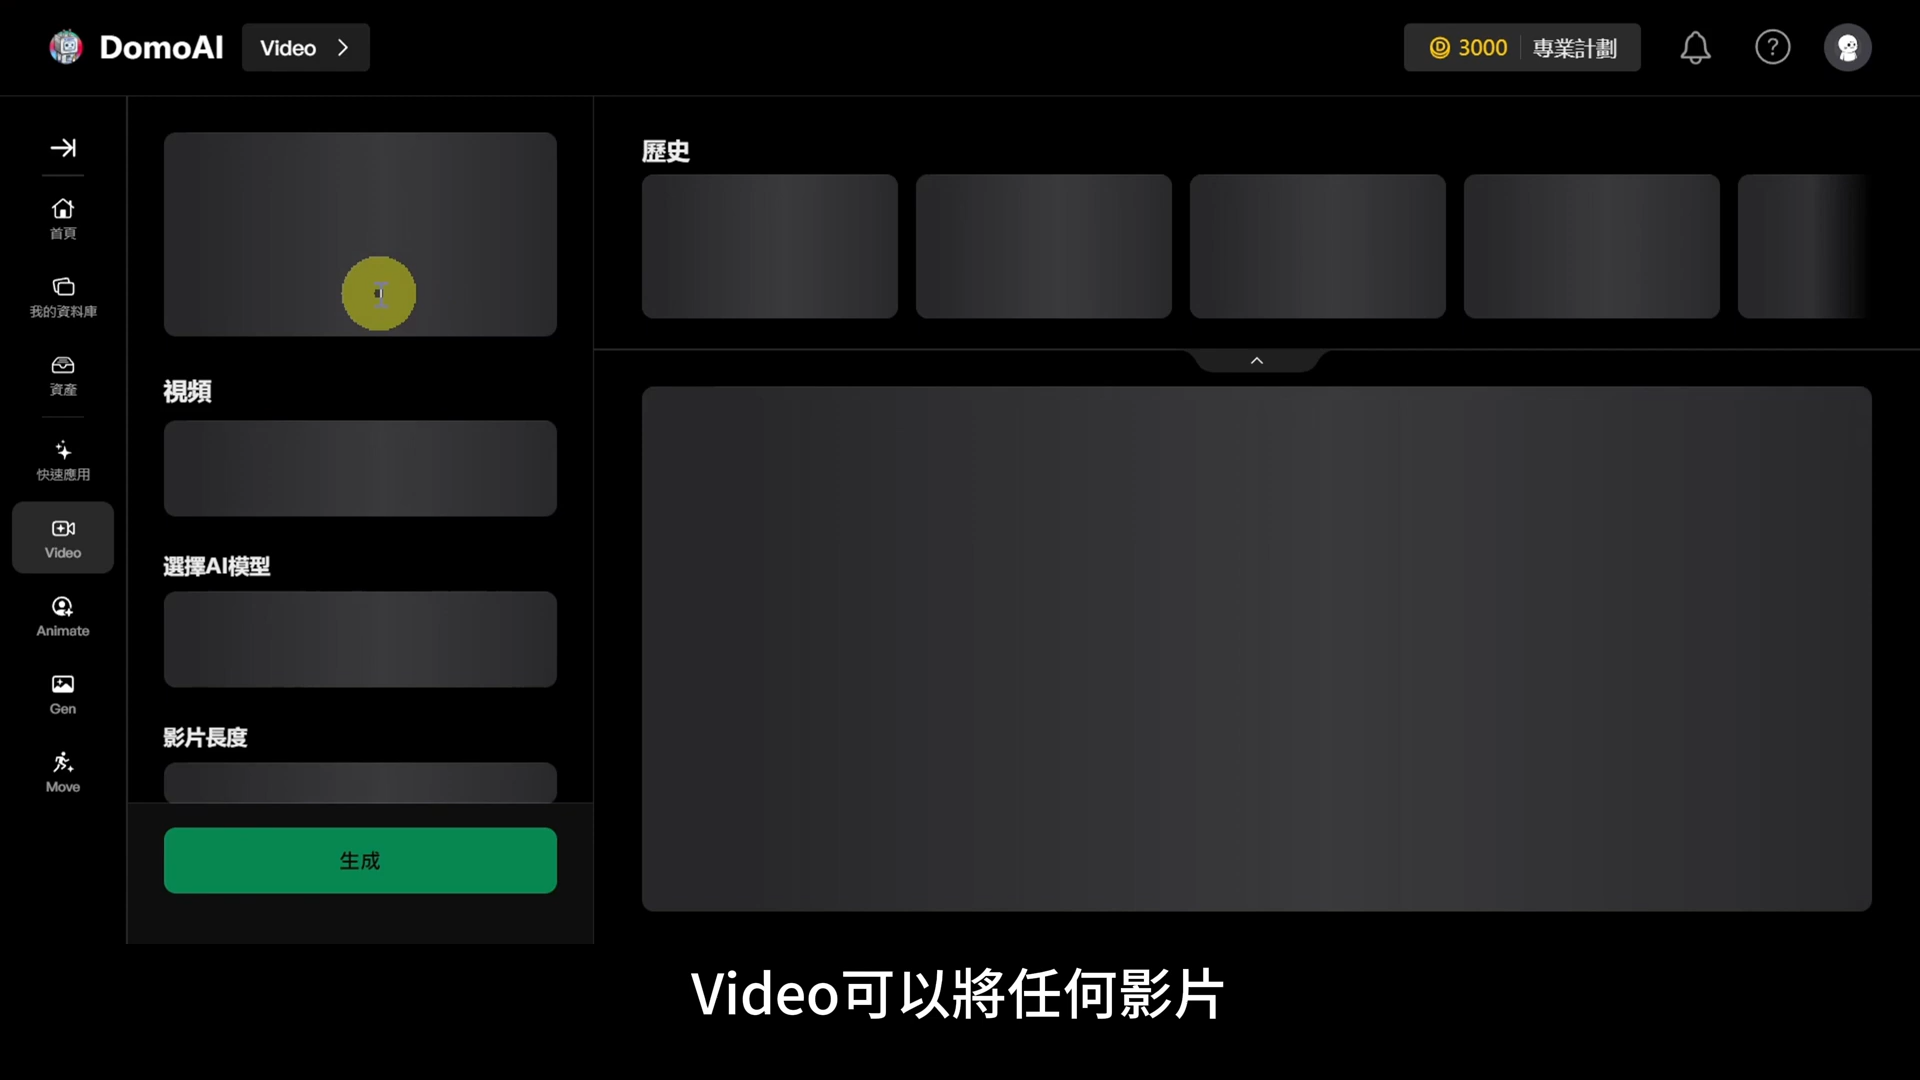 DomoAI
Video
3000 專業計劃
首頁
我的資料庫
資產
快速應用
Video
Animate
Gen
Move
視頻
選擇AI模型
影片長度
生成
歷史
Video可以將任何影片